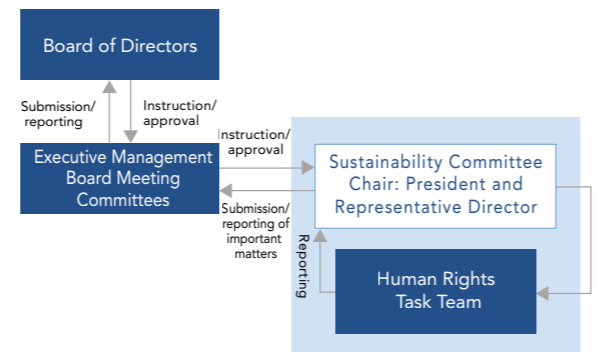 Board of Directors
Submission/
reporting
Instruction/
approval
Executive Management
Board Meeting
Committees
Instruction/
approval
Submission/
reporting of
important
matters
Sustainability Committee
Chair: President and
Representative Director
Reporting
Human Rights
Task Team